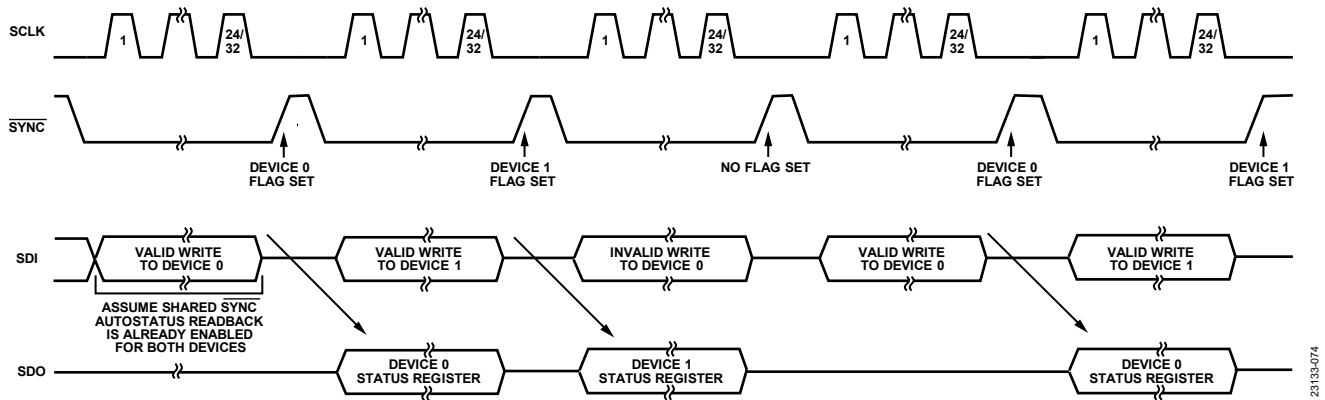 SCLK
1
24/
32
1
24/
32
1
24/
32
1
24/
32
1
24/
32
SYNC
DEVICE 0
FLAG SET
DEVICE 1
FLAG SET
NO FLAG SET
DEVICE 0
FLAG SET
DEVICE 1
FLAG SET
SDI
VALID WRITE
TO DEVICE 0
VALID WRITE
TO DEVICE 1
INVALID WRITE
TO DEVICE 0
VALID WRITE
TO DEVICE 0
VALID WRITE
TO DEVICE 1
ASSUME SHARED SYNC
AUTOSTATUS READBACK
IS ALREADY ENABLED
FOR BOTH DEVICES
SDO
DEVICE 0
STATUS REGISTER
DEVICE 1
STATUS REGISTER
DEVICE 0
STATUS REGISTER
23133-074